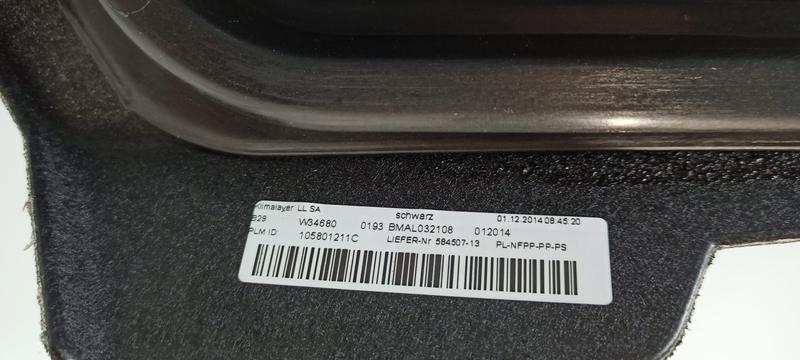 Klimalayer LL SA schwarz 01.12.2014 08:45:20
B29 W34680 0193 BMAL032108 012014
PLM ID: 105801211C LIEFER-Nr 584507-13 PL-NFPP-PP-PS